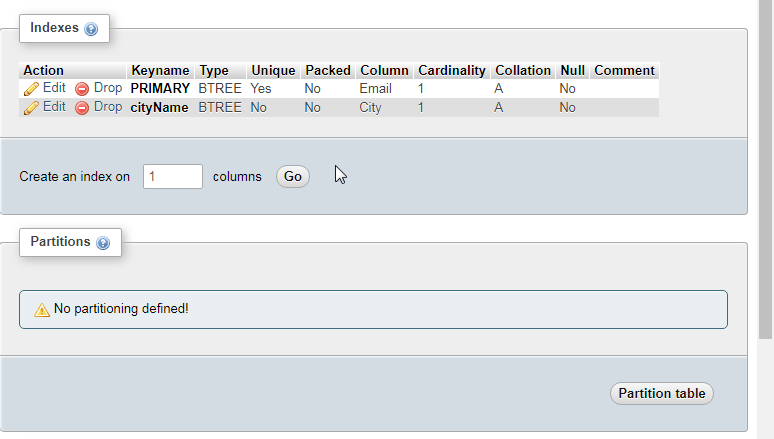 Indexes
Action Keyname Type Unique Packed Column Cardinality Collation Null Comment
Edit Drop PRIMARY BTREE Yes No Email 1 A No
Edit Drop cityName BTREE No No City 1 A No
Create an index on 1 columns Go
Partitions
No partitioning defined!
Partition table